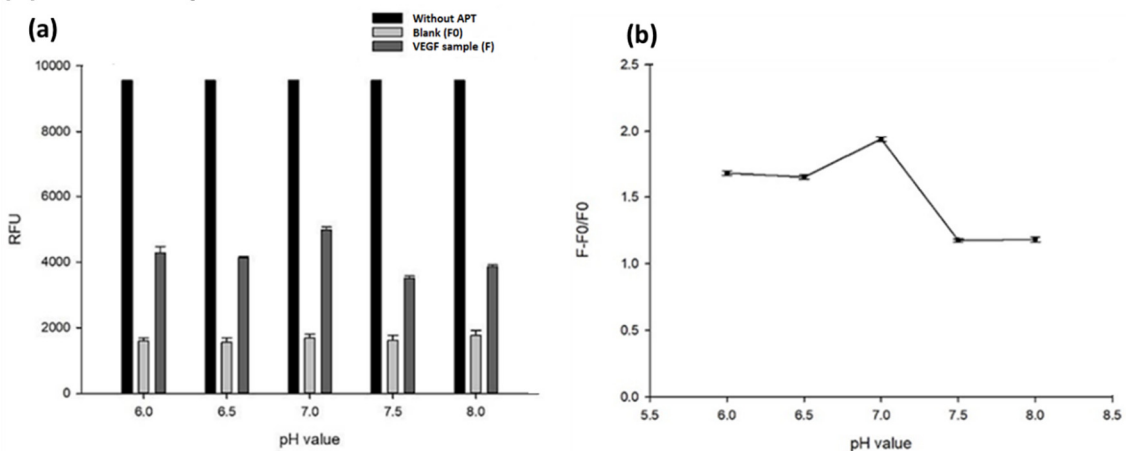 (a)
Without APT
Blank (F0)
VEGF sample (F)
10000
8000
6000
4000
2000
0
RFU
6.0 6.5 7.0 7.5 8.0
pH value
(b)
2.5
2.0
1.5
1.0
0.5
0.0
F-F0/F0
5.5 6.0 6.5 7.0 7.5 8.0 8.5
pH value